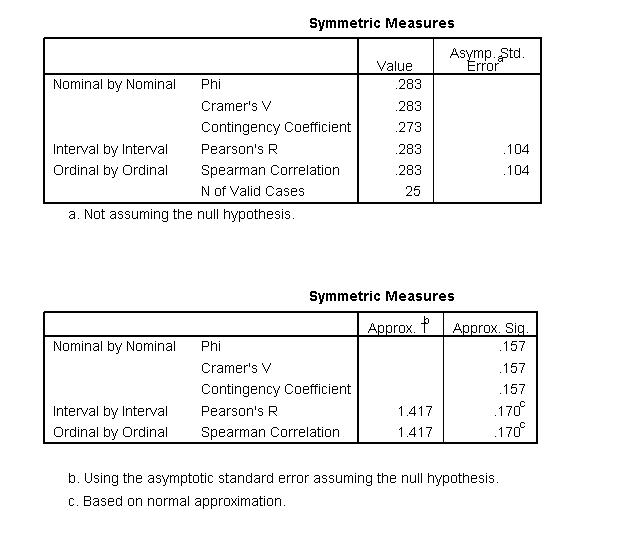 Symmetric Measures
Value Asymp. Std. Error a
Nominal by Nominal Phi .283
Cramer's V .283
Contingency Coefficient .273
Interval by Interval Pearson's R .283 .104
Ordinal by Ordinal Spearman Correlation .283 .104
N of Valid Cases 25
a. Not assuming the null hypothesis.
Symmetric Measures
Approx. T b Approx. Sig.
Nominal by Nominal Phi .157
Cramer's V .157
Contingency Coefficient .157
Interval by Interval Pearson's R 1.417 .170 c
Ordinal by Ordinal Spearman Correlation 1.417 .170 c
b. Using the asymptotic standard error assuming the null hypothesis.
c. Based on normal approximation.